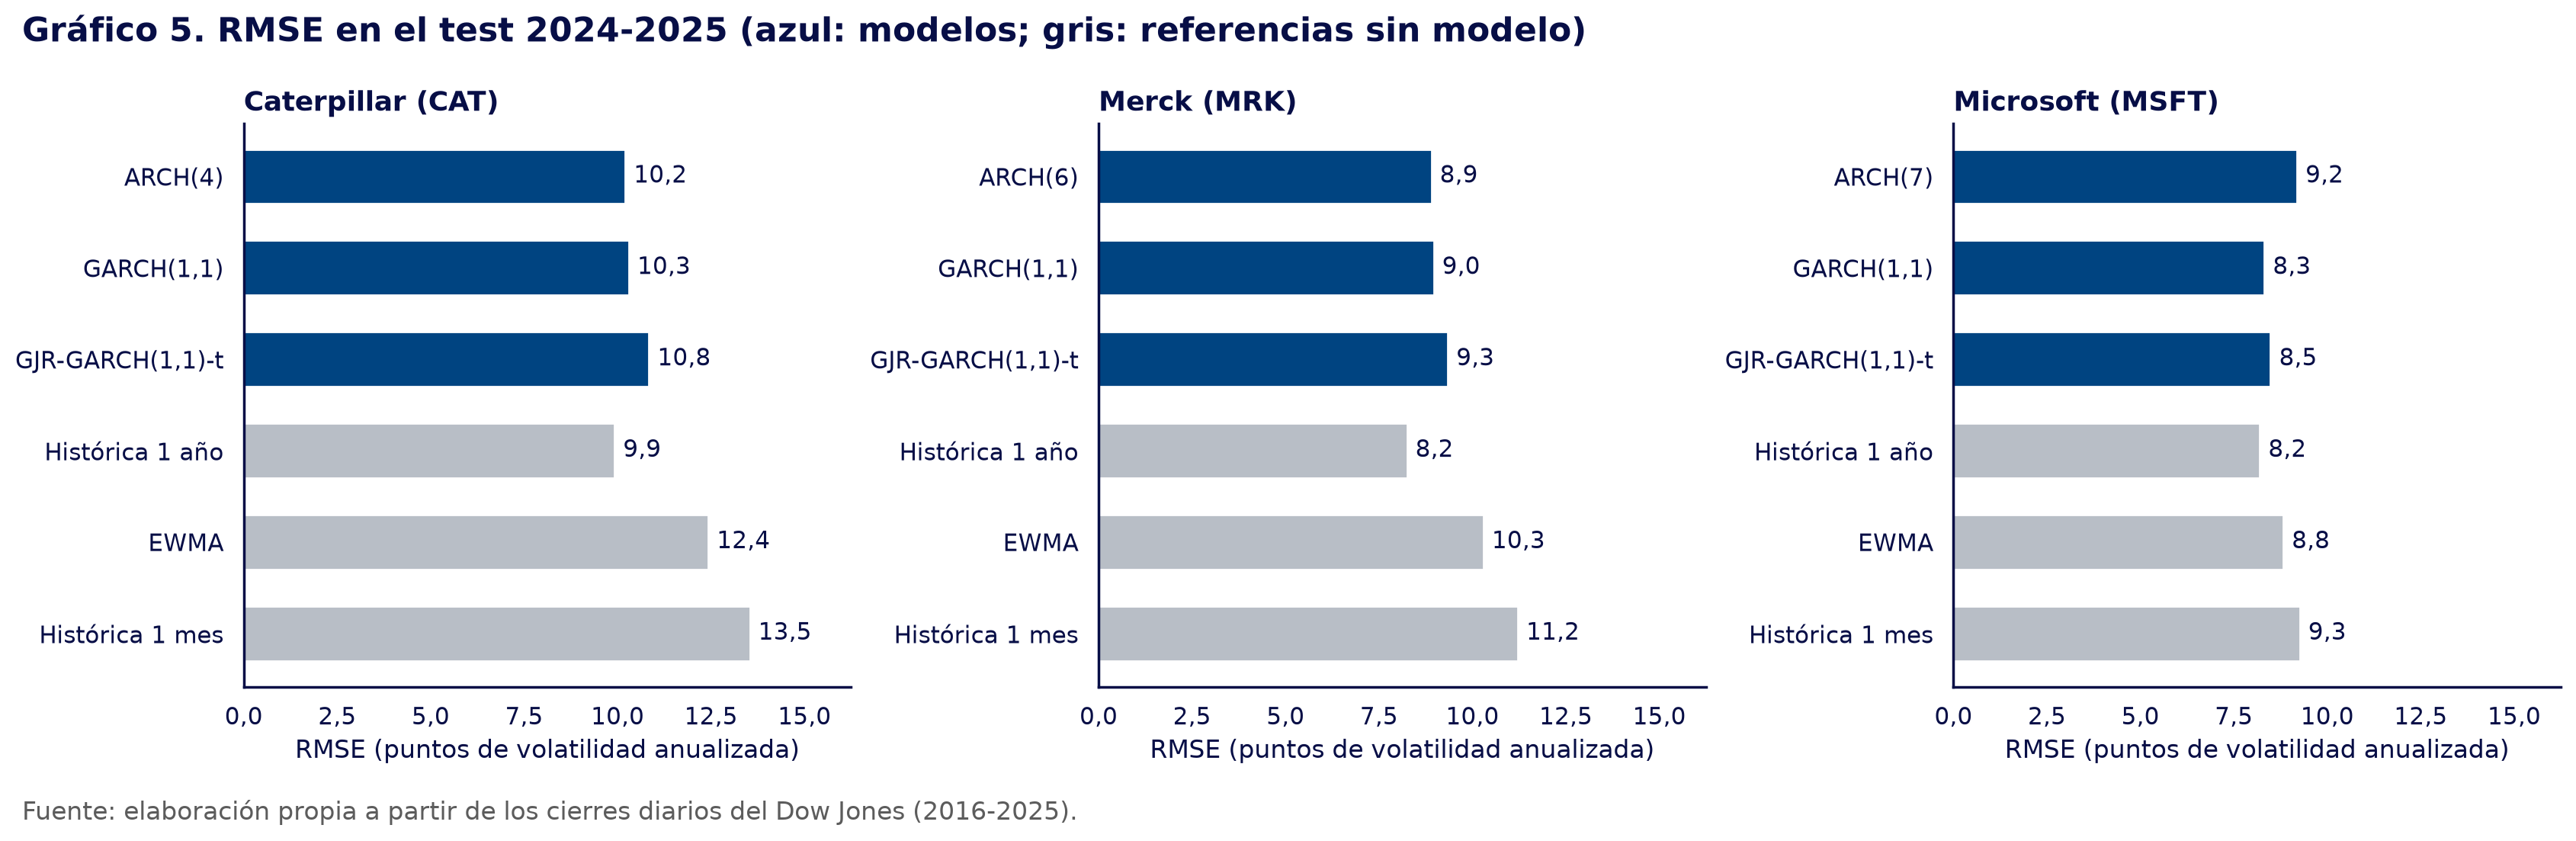 Gráfico 5. RMSE en el test 2024-2025 (azul: modelos; gris: referencias sin modelo)
Caterpillar (CAT)
ARCH(4) 10,2
GARCH(1,1) 10,3
GJR-GARCH(1,1)-t 10,8
Histórica 1 año 9,9
EWMA 12,4
Histórica 1 mes 13,5
0,0 2,5 5,0 7,5 10,0 12,5 15,0
RMSE (puntos de volatilidad anualizada)
Merck (MRK)
ARCH(6) 8,9
GARCH(1,1) 9,0
GJR-GARCH(1,1)-t 9,3
Histórica 1 año 8,2
EWMA 10,3
Histórica 1 mes 11,2
0,0 2,5 5,0 7,5 10,0 12,5 15,0
RMSE (puntos de volatilidad anualizada)
Microsoft (MSFT)
ARCH(7) 9,2
GARCH(1,1) 8,3
GJR-GARCH(1,1)-t 8,5
Histórica 1 año 8,2
EWMA 8,8
Histórica 1 mes 9,3
0,0 2,5 5,0 7,5 10,0 12,5 15,0
RMSE (puntos de volatilidad anualizada)
Fuente: elaboración propia a partir de los cierres diarios del Dow Jones (2016-2025).